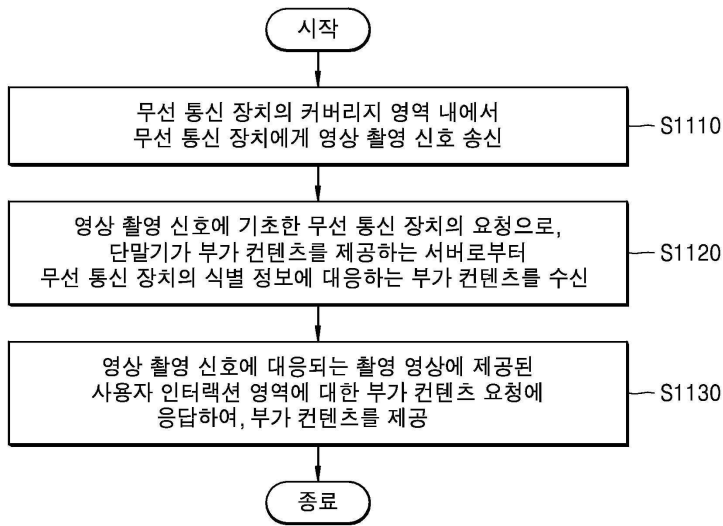 시작
무선 통신 장치의 커버리지 영역 내에서
무선 통신 장치에게 영상 촬영 신호 송신
S1110
영상 촬영 신호에 기초한 무선 통신 장치의 요청으로,
단말기가 부가 컨텐츠를 제공하는 서버로부터
무선 통신 장치의 식별 정보에 대응하는 부가 컨텐츠를 수신
S1120
영상 촬영 신호에 대응되는 촬영 영상에 제공된
사용자 인터랙션 영역에 대한 부가 컨텐츠 요청에
응답하여, 부가 컨텐츠를 제공
S1130
종료